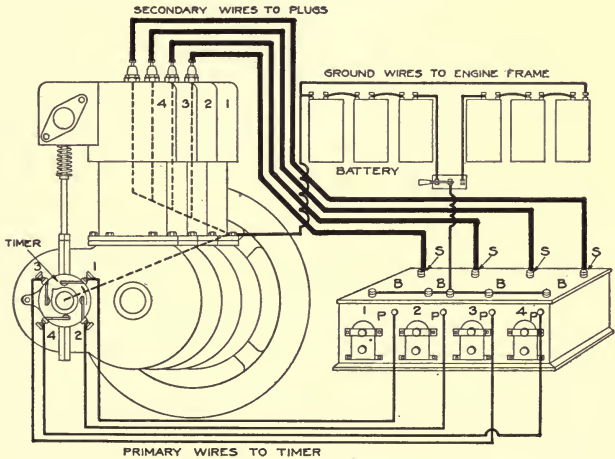 SECONDARY WIRES TO PLUGS
GROUND WIRES TO ENGINE FRAME
4 3 2 1
BATTERY
TIMER
3 1
4 2
S S S S
B B B B
1 P 2 P 3 P 4 P
PRIMARY WIRES TO TIMER